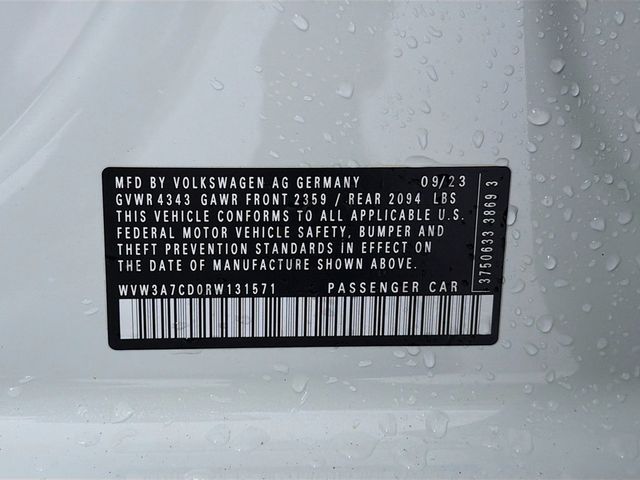 MFD BY VOLKSWAGEN AG GERMANY 09/23
GVWR 4343 GAWR FRONT 2359 / REAR 2094 LBS
THIS VEHICLE CONFORMS TO ALL APPLICABLE U.S.
FEDERAL MOTOR VEHICLE SAFETY, BUMPER AND
THEFT PREVENTION STANDARDS IN EFFECT ON
THE DATE OF MANUFACTURE SHOWN ABOVE.
WVW3A7CD0RW131571 PASSENGER CAR
3750633 3869 3